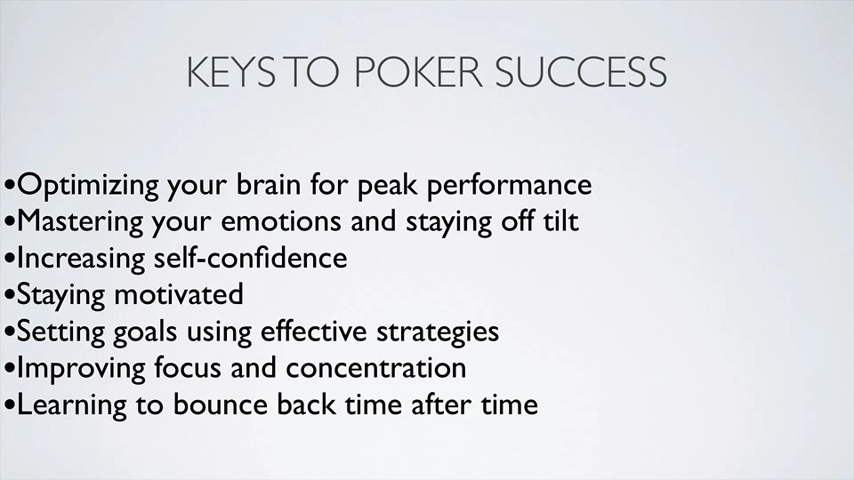 KEYS TO POKER SUCCESS
•Optimizing your brain for peak performance
•Mastering your emotions and staying off tilt
•Increasing self-confidence
•Staying motivated
•Setting goals using effective strategies
•Improving focus and concentration
•Learning to bounce back time after time